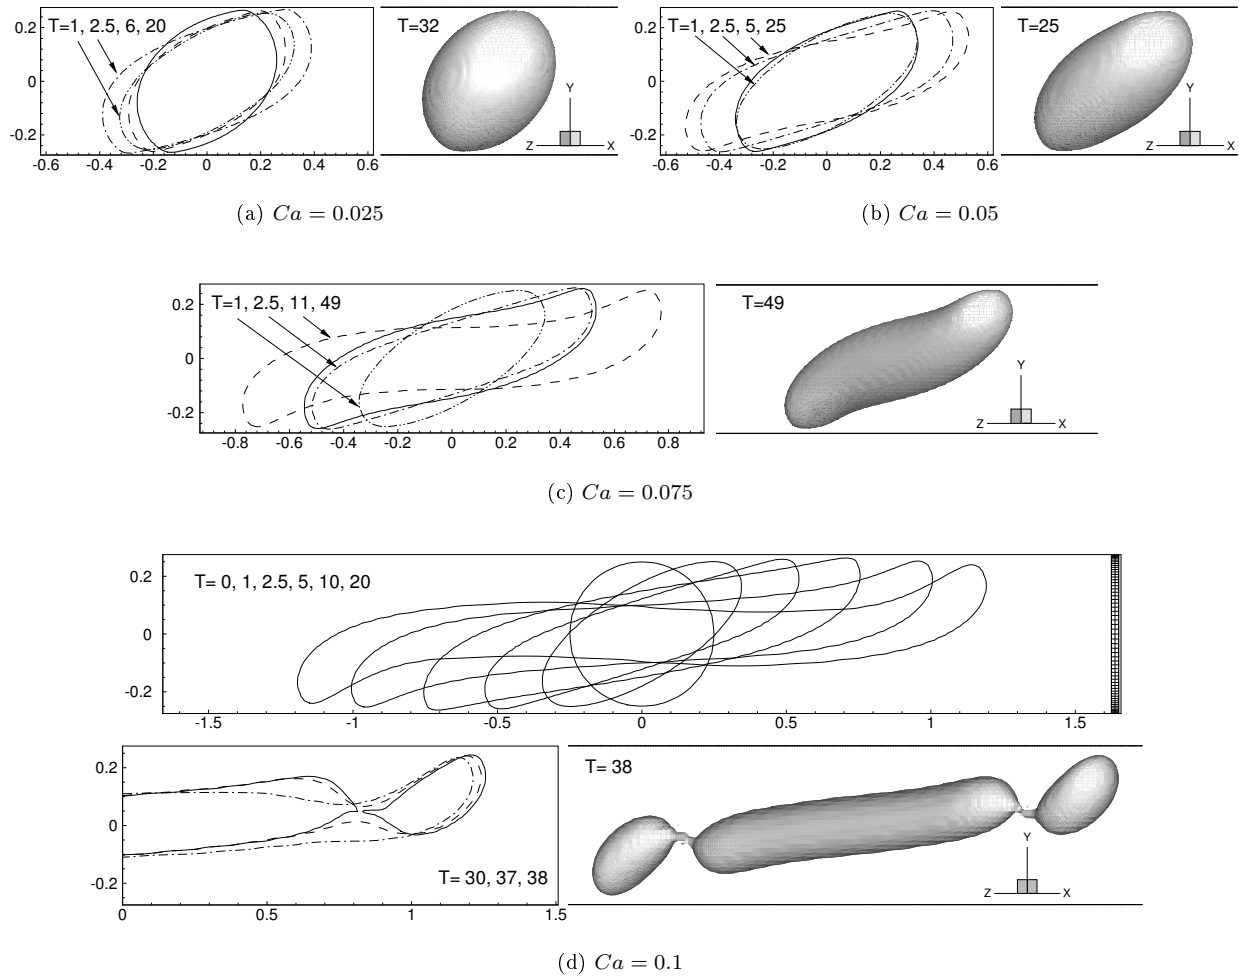 T=1, 2.5, 6, 20
0.2
0
-0.2
-0.6 -0.4 -0.2 0 0.2 0.4 0.6
T=32
Y
Z X
(a) Ca = 0.025
T=1, 2.5, 5, 25
0.2
0
-0.2
-0.6 -0.4 -0.2 0 0.2 0.4 0.6
T=25
Y
Z X
(b) Ca = 0.05
T=1, 2.5, 11, 49
0.2
0
-0.2
-0.8 -0.6 -0.4 -0.2 0 0.2 0.4 0.6 0.8
T=49
Y
Z X
(c) Ca = 0.075
T= 0, 1, 2.5, 5, 10, 20
0.2
0
-0.2
-1.5 -1 -0.5 0 0.5 1 1.5
0.2
0
-0.2
T= 30, 37, 38
0 0.5 1 1.5
T= 38
Y
Z X
(d) Ca = 0.1